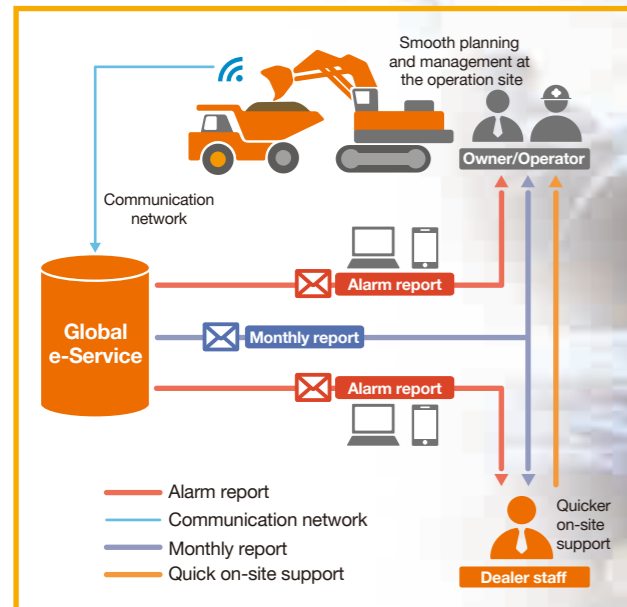 Smooth planning
and management at
the operation site
Owner/Operator
Communication
network
Alarm report
Global
e-Service
Monthly report
Alarm report
Alarm report
Communication network
Monthly report
Quick on-site support
Quicker
on-site
support
Dealer staff